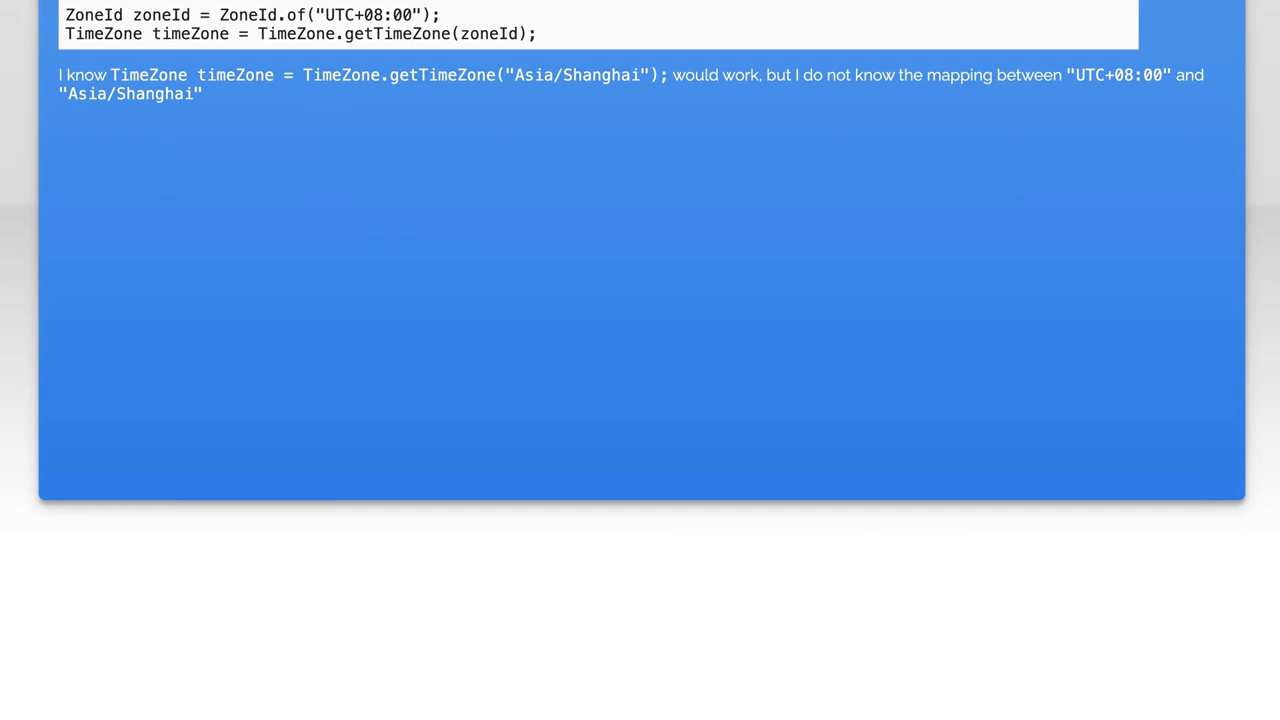 ZoneId zoneId = ZoneId.of("UTC+08:00");
TimeZone timeZone = TimeZone.getTimeZone(zoneId);
I know TimeZone timeZone = TimeZone.getTimeZone("Asia/Shanghai"); would work, but I do not know the mapping between "UTC+08:00" and
"Asia/Shanghai"